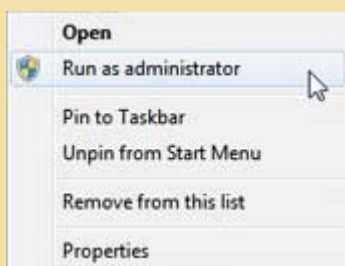 Open
Run as administrator
Pin to Taskbar
Unpin from Start Menu
Remove from this list
Properties